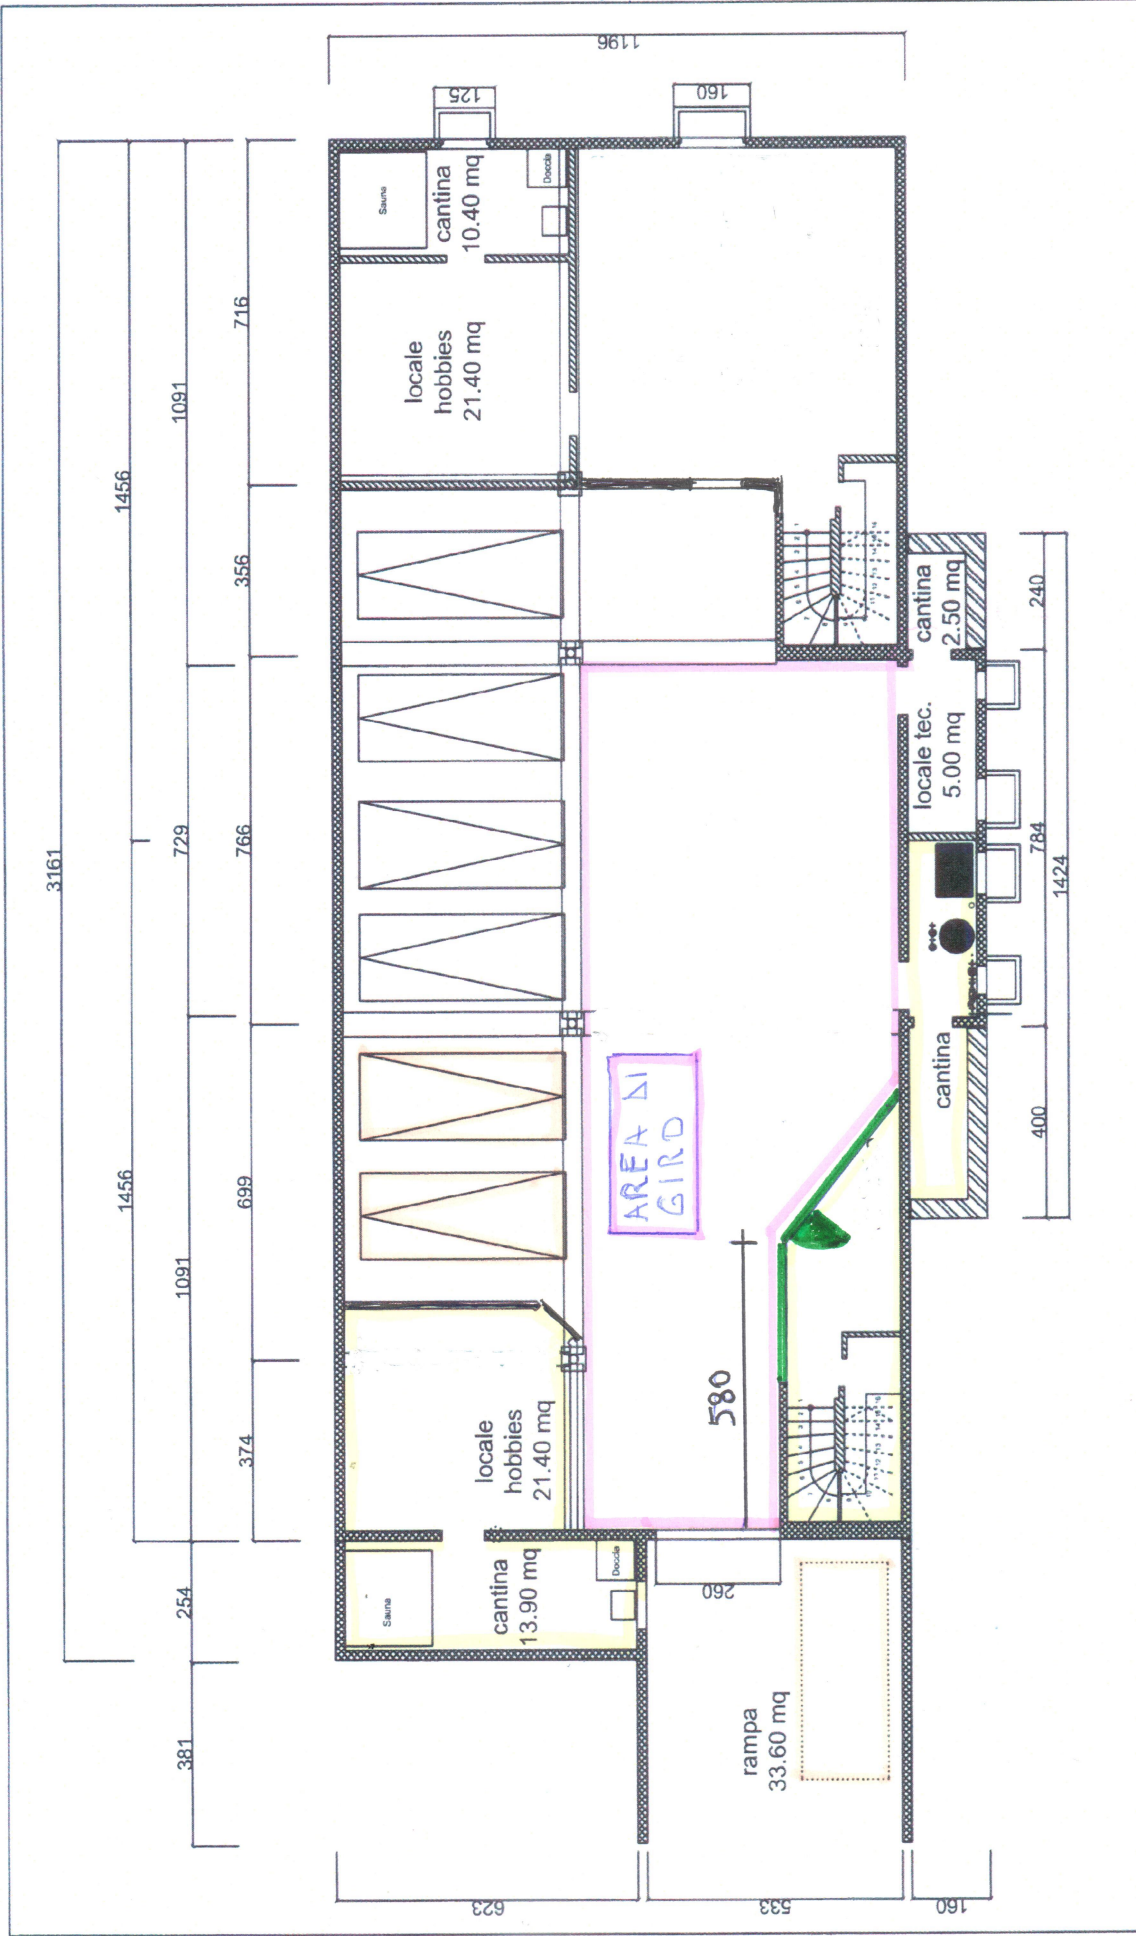 1196
125
160
Sauna
cantina
10.40 mq
Doccia
locale
hobbies
21.40 mq
716
1091
1456
356
3161
729
766
1456
1091
699
374
254
381
cantina
2.50 mq
240
locale tec.
5.00 mq
784
1424
cantina
400
AREA DI
GIRO
580
locale
hobbies
21.40 mq
Sauna
cantina
13.90 mq
Doccia
260
rampa
33.60 mq
623
533
160